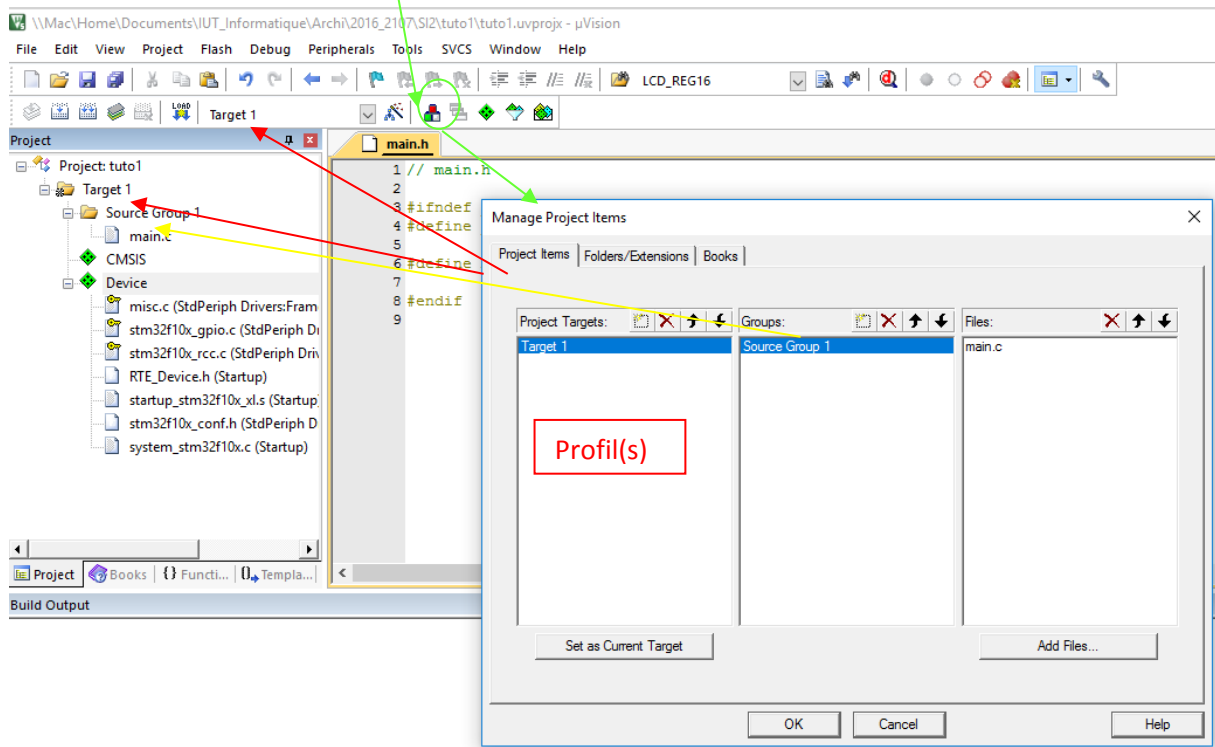 \\Mac\Home\Documents\IUT_Informatique\Archi\2016_2107\SI2\tuto1\tuto1.uvprojx - µVision
File Edit View Project Flash Debug Peripherals Tools SVCS Window Help
LCD_REG16
LOAD Target 1
Project
main.h
Project: tuto1
Target 1
Source Group 1
main.c
CMSIS
Device
misc.c (StdPeriph Drivers:Fram
stm32f10x_gpio.c (StdPeriph Dr
stm32f10x_rcc.c (StdPeriph Driv
RTE_Device.h (Startup)
startup_stm32f10x_xl.s (Startup
stm32f10x_conf.h (StdPeriph D
system_stm32f10x.c (Startup)
1 // main.h
2
3 #ifndef
4 #define
5
6 #define
7
8 #endif
9
Project Books {} Functi... 0 Templa...
Build Output
Manage Project Items
Project Items Folders/Extensions Books
Project Targets: Groups: Files:
Target 1 Source Group 1 main.c
Profil(s)
Set as Current Target Add Files...
OK Cancel Help